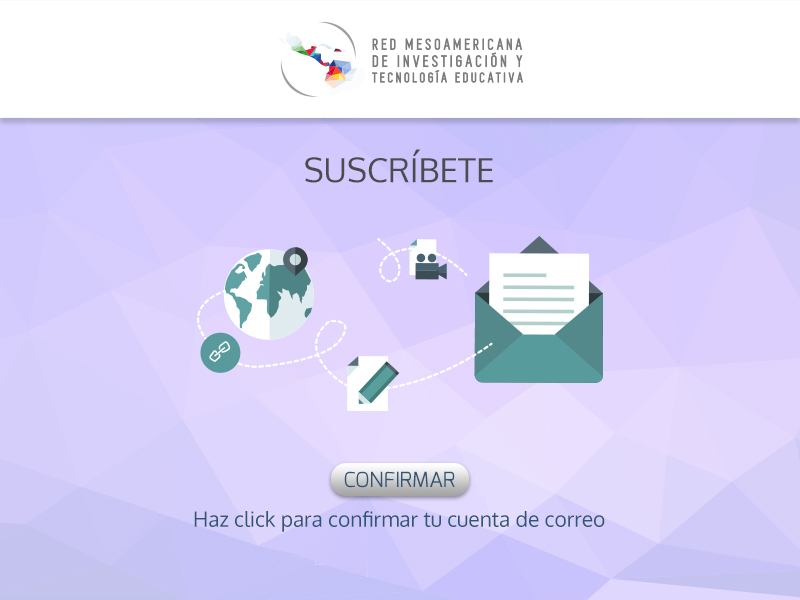 RED MESOAMERICANA
DE INVESTIGACIÓN Y
TECNOLOGÍA EDUCATIVA
SUSCRÍBETE
CONFIRMAR
Haz click para confirmar tu cuenta de correo